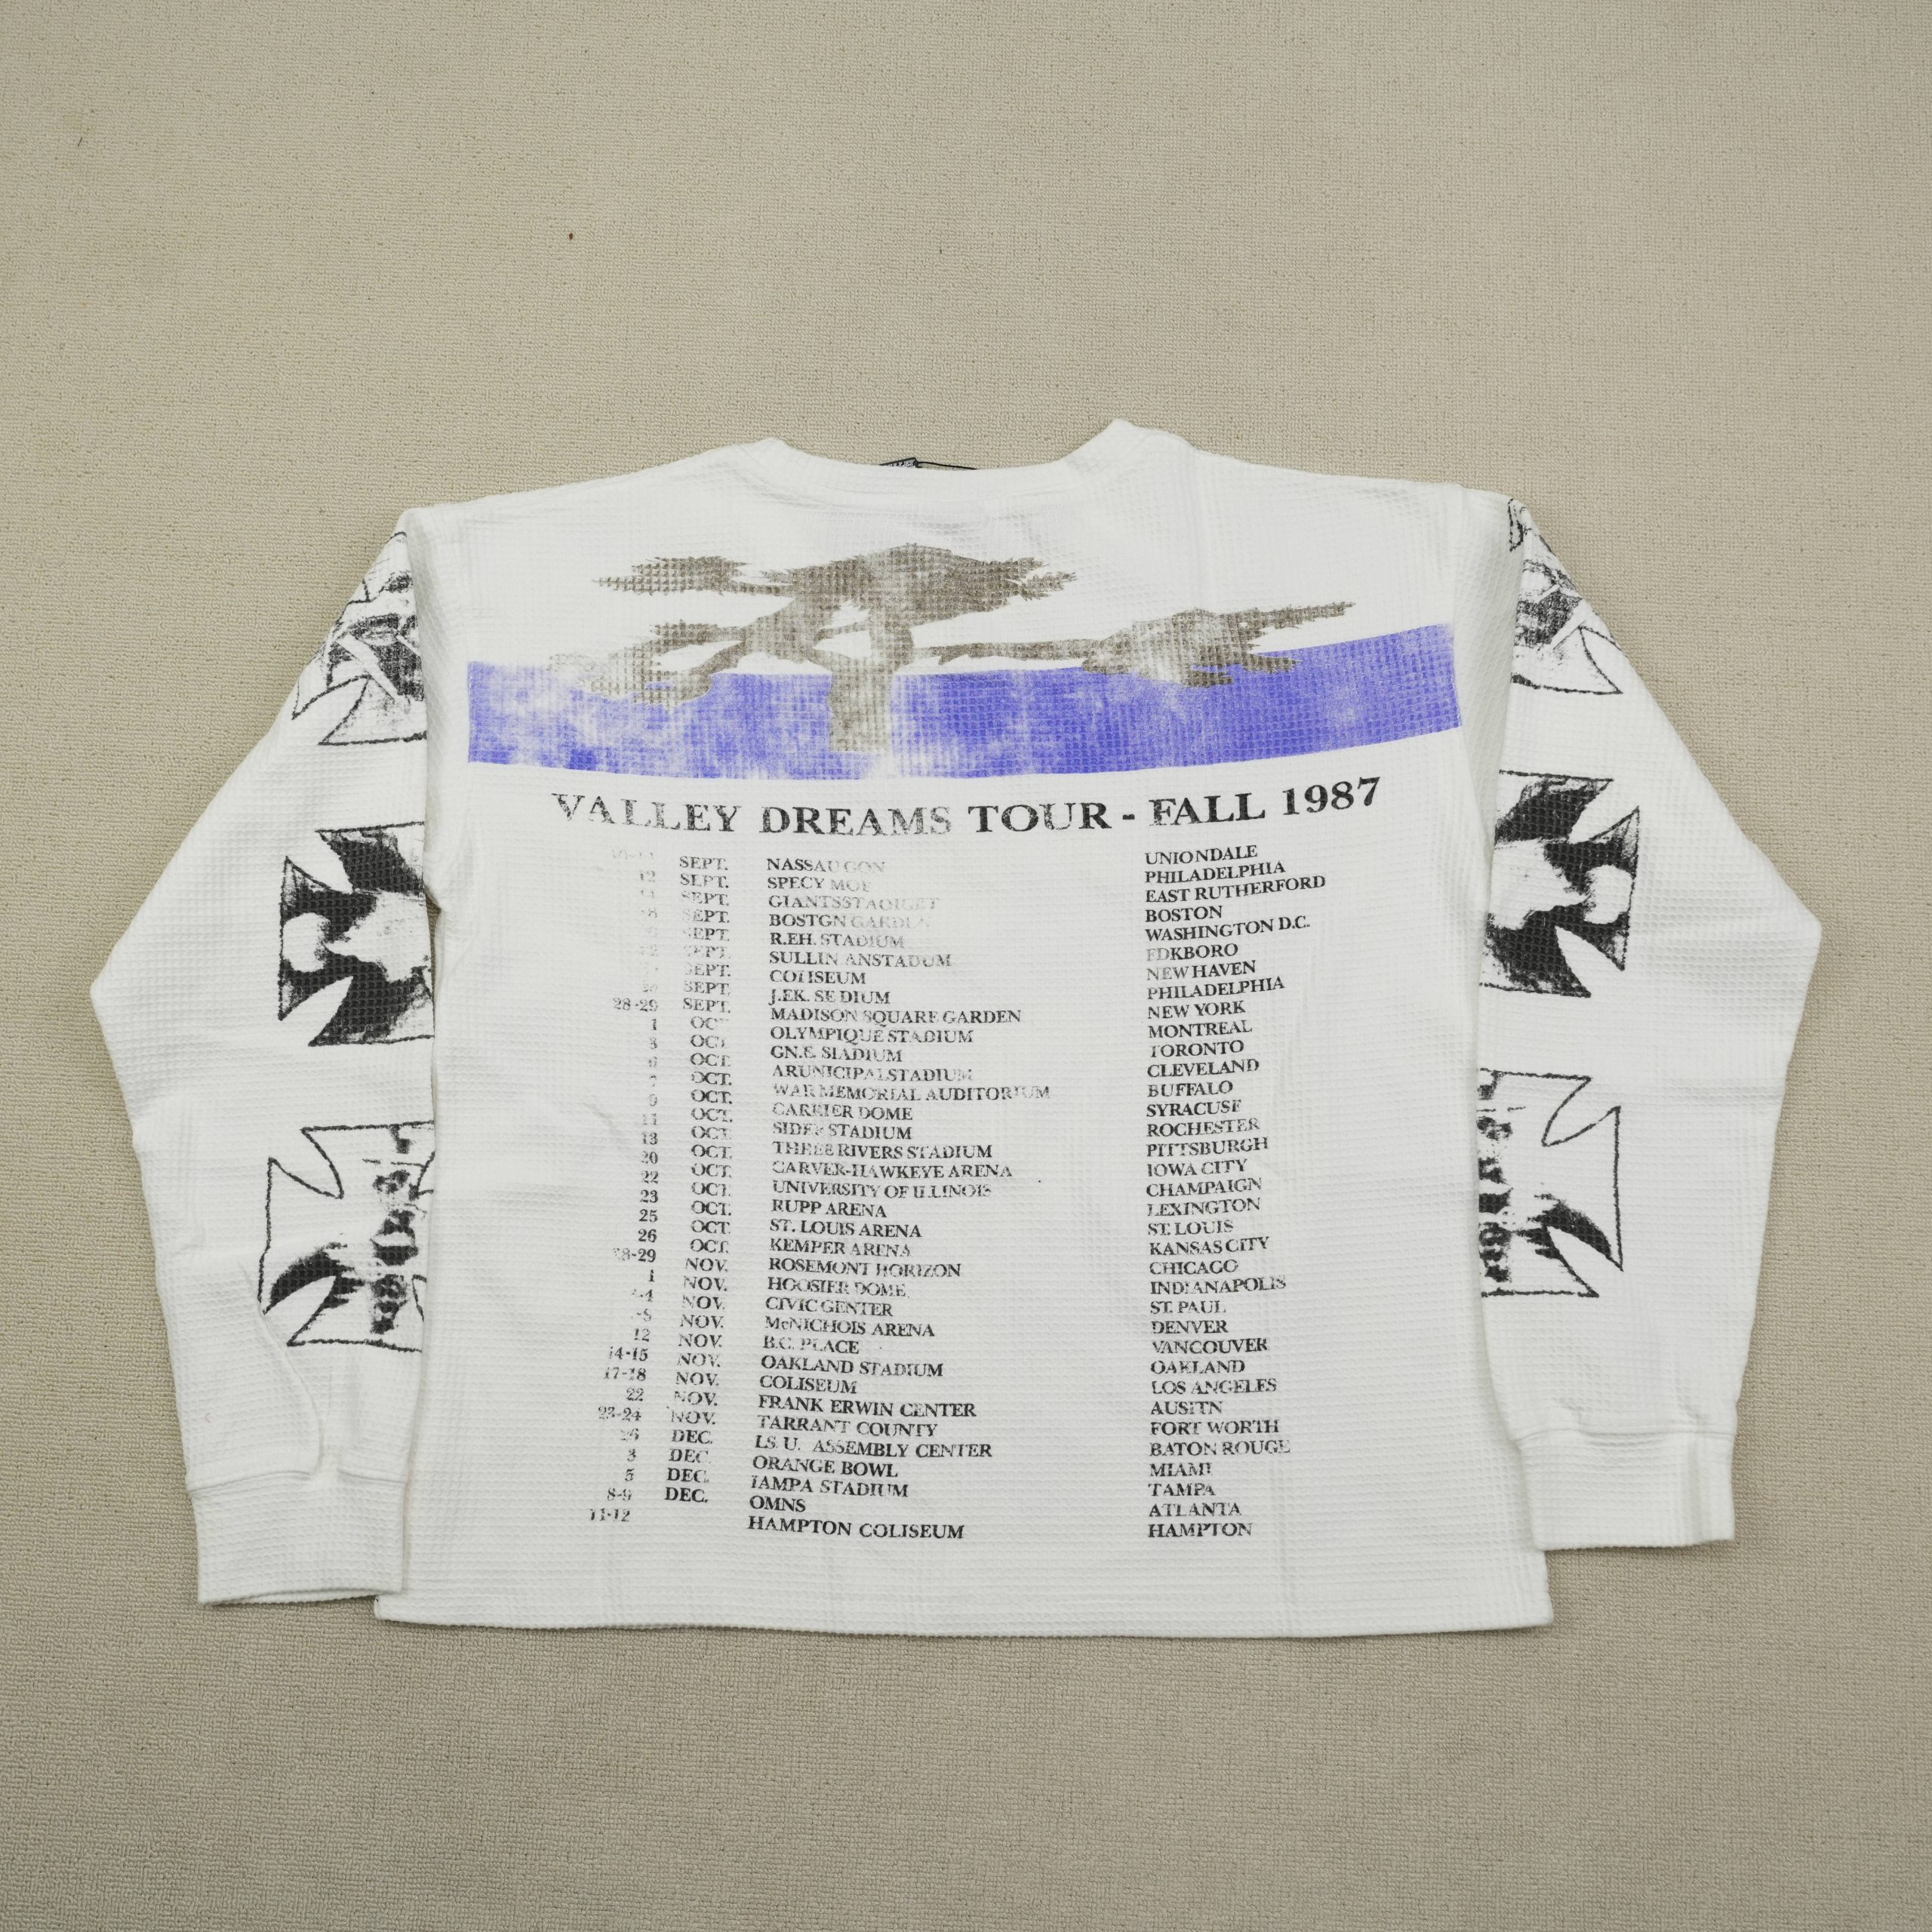 VALLEY DREAMS TOUR - FALL 1987
SEPT. NASSAU UNIONDALE
12 SEPT. SPECY PHILADELPHIA
SEPT. EAST RUTHERFORD
SEPT. BOSTGN GARDEN BOSTON
SEPT. R.EH. STADIUM WASHINGTON D.C.
SEPT. SULLIN ANSTADUM FDKBORO
SEPT. COLISEUM NEW HAVEN
SEPT. J.EK. SE DIUM PHILADELPHIA
28-29 SEPT. MADISON SQUARE GARDEN NEW YORK
1 OCT OLYMPIQUE STADIUM MONTREAL
3 OCT GN.E. STADIUM TORONTO
6 OCT. ARUNICIPALSTADIUM CLEVELAND
7 OCT. WAR MEMORIAL AUDITORIUM BUFFALO
9 OCT. CARRIER DOME SYRACUSE
11 OCT. STADIUM ROCHESTER
13 OCT. THREE RIVERS STADIUM PITTSBURGH
20 OCT. CARVER-HAWKEYE ARENA IOWA CITY
22 OCT. UNIVERSITY OF ILLINOIS CHAMPAIGN
23 OCT. RUPP ARENA LEXINGTON
25 OCT. ST. LOUIS ARENA ST. LOUIS
26 OCT. KEMPER ARENA KANSAS CITY
28-29 NOV. ROSEMONT HORIZON CHICAGO
1 NOV. HOOSIER DOME INDIANAPOLIS
NOV. CIVIC GENTER ST. PAUL
NOV. McNICHOIS ARENA DENVER
12 NOV. B.C. PLACE VANCOUVER
14-15 NOV. OAKLAND STADIUM OAKLAND
17-18 NOV. COLISEUM LOS ANGELES
22 NOV. FRANK ERWIN CENTER AUSITN
23-24 NOV. TARRANT COUNTY FORT WORTH
26 DEC. LS U. ASSEMBLY CENTER BATON ROUGE
3 DEC. ORANGE BOWL MIAMI
5 DEC. TAMPA STADIUM TAMPA
8-9 DEC. OMNS ATLANTA
11-12 HAMPTON COLISEUM HAMPTON